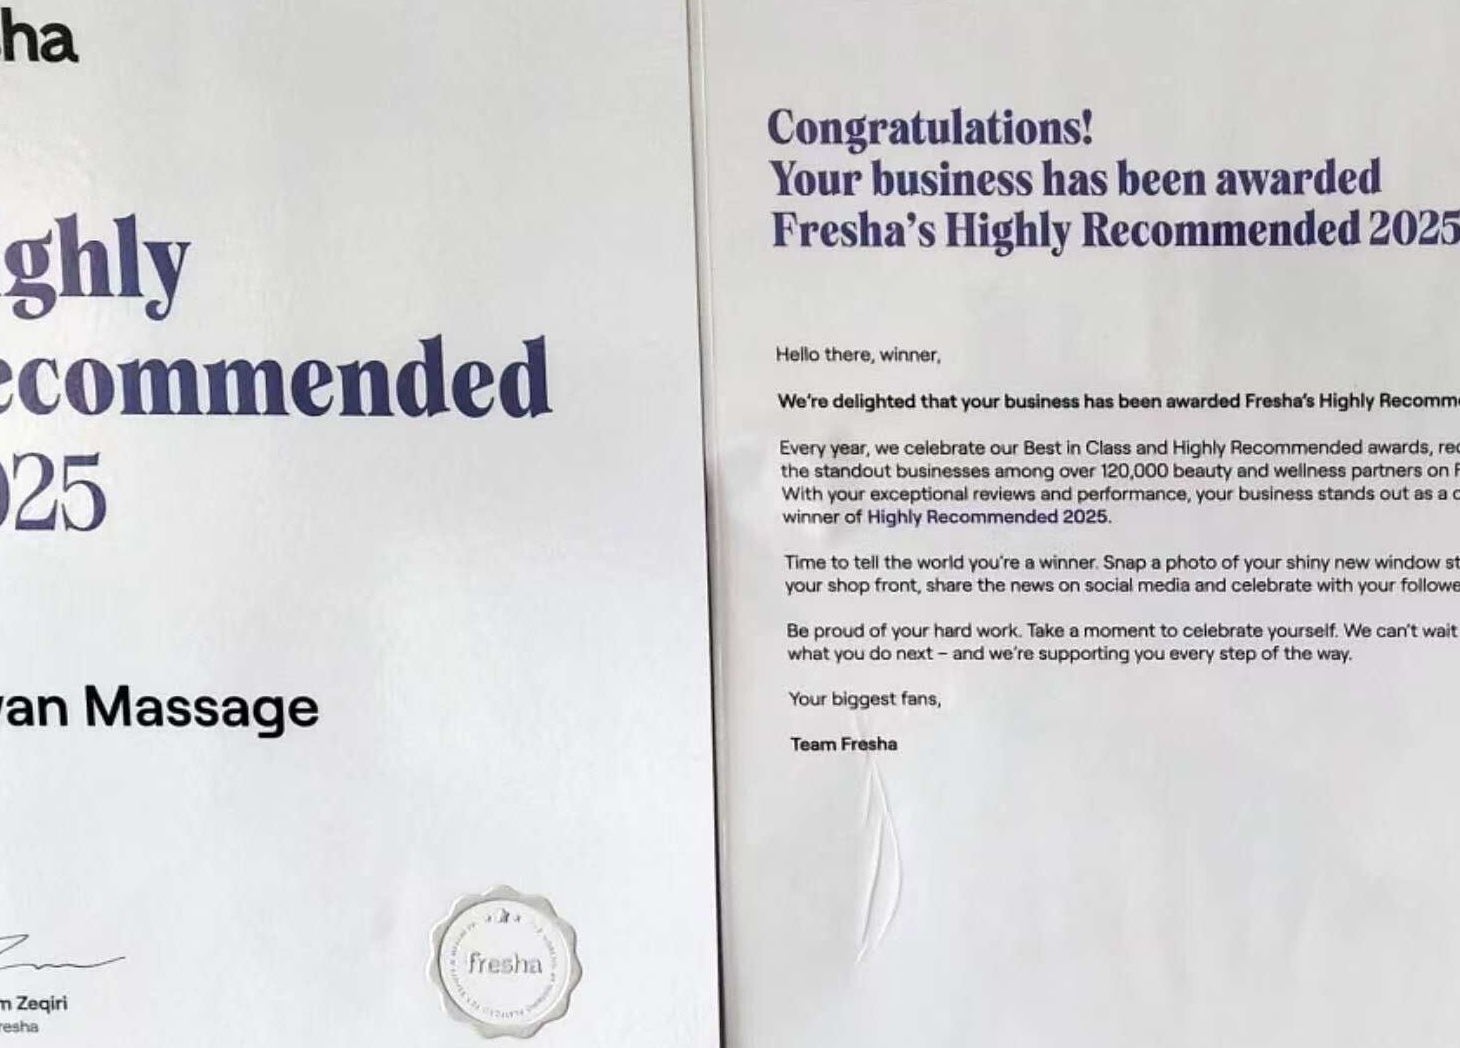 ha
ghly
ecommended
025
an Massage
m Zeqiri
resha
fresha
Congratulations!
Your business has been awarded
Fresha's Highly Recommended 2025
Hello there, winner,
We're delighted that your business has been awarded Fresha's Highly Recomm
Every year, we celebrate our Best in Class and Highly Recommended awards, re
the standout businesses among over 120,000 beauty and wellness partners on F
With your exceptional reviews and performance, your business stands out as a
winner of Highly Recommended 2025.
Time to tell the world you're a winner. Snap a photo of your shiny new window st
your shop front, share the news on social media and celebrate with your followe
Be proud of your hard work. Take a moment to celebrate yourself. We can't wait
what you do next – and we're supporting you every step of the way.
Your biggest fans,
Team Fresha